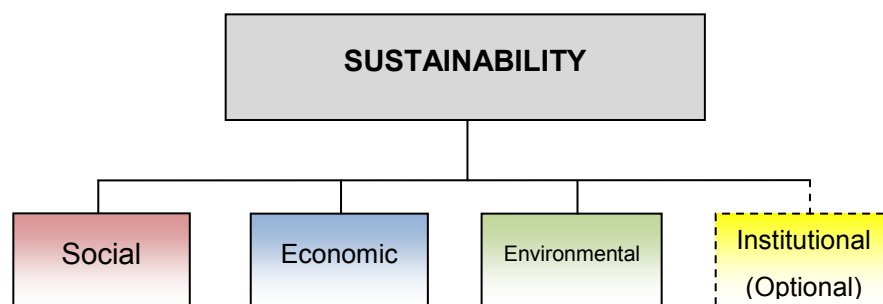 SUSTAINABILITY
Social
Economic
Environmental
Institutional
(Optional)